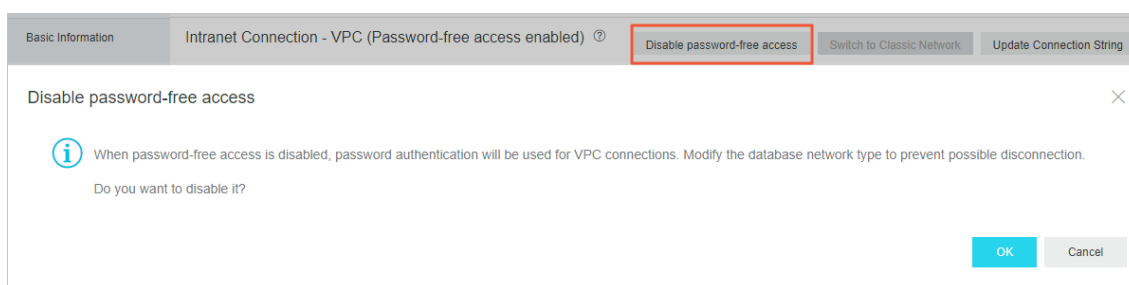 Basic Information
Intranet Connection - VPC (Password-free access enabled) ?
Disable password-free access
Switch to Classic Network
Update Connection String
Disable password-free access
When password-free access is disabled, password authentication will be used for VPC connections. Modify the database network type to prevent possible disconnection.
Do you want to disable it?
OK
Cancel